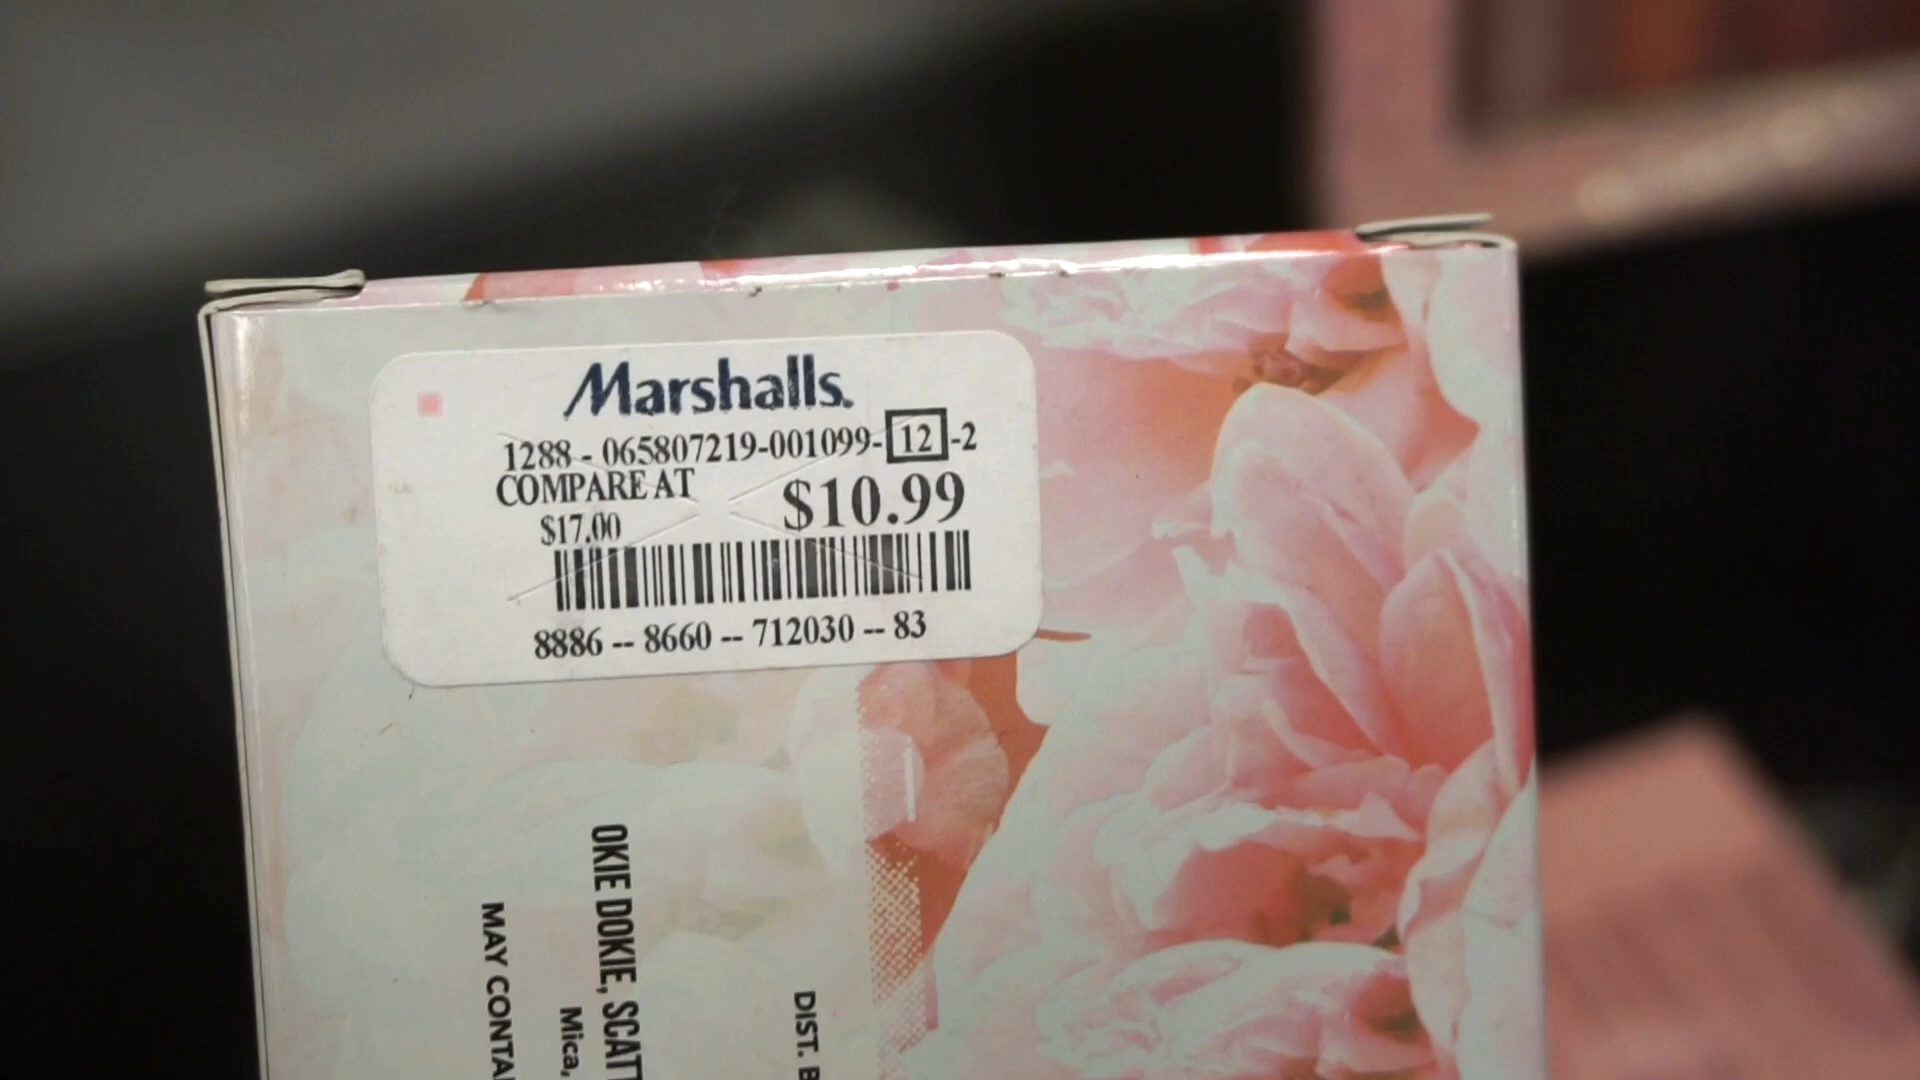 Marshalls.
1288 - 065807219-001099-12-2
COMPARE AT
$17.00
$10.99
8886 -- 8660 -- 712030 -- 83
OKIE DOKIE, SCATT
MAY CONTA
Mica,
DIST. B